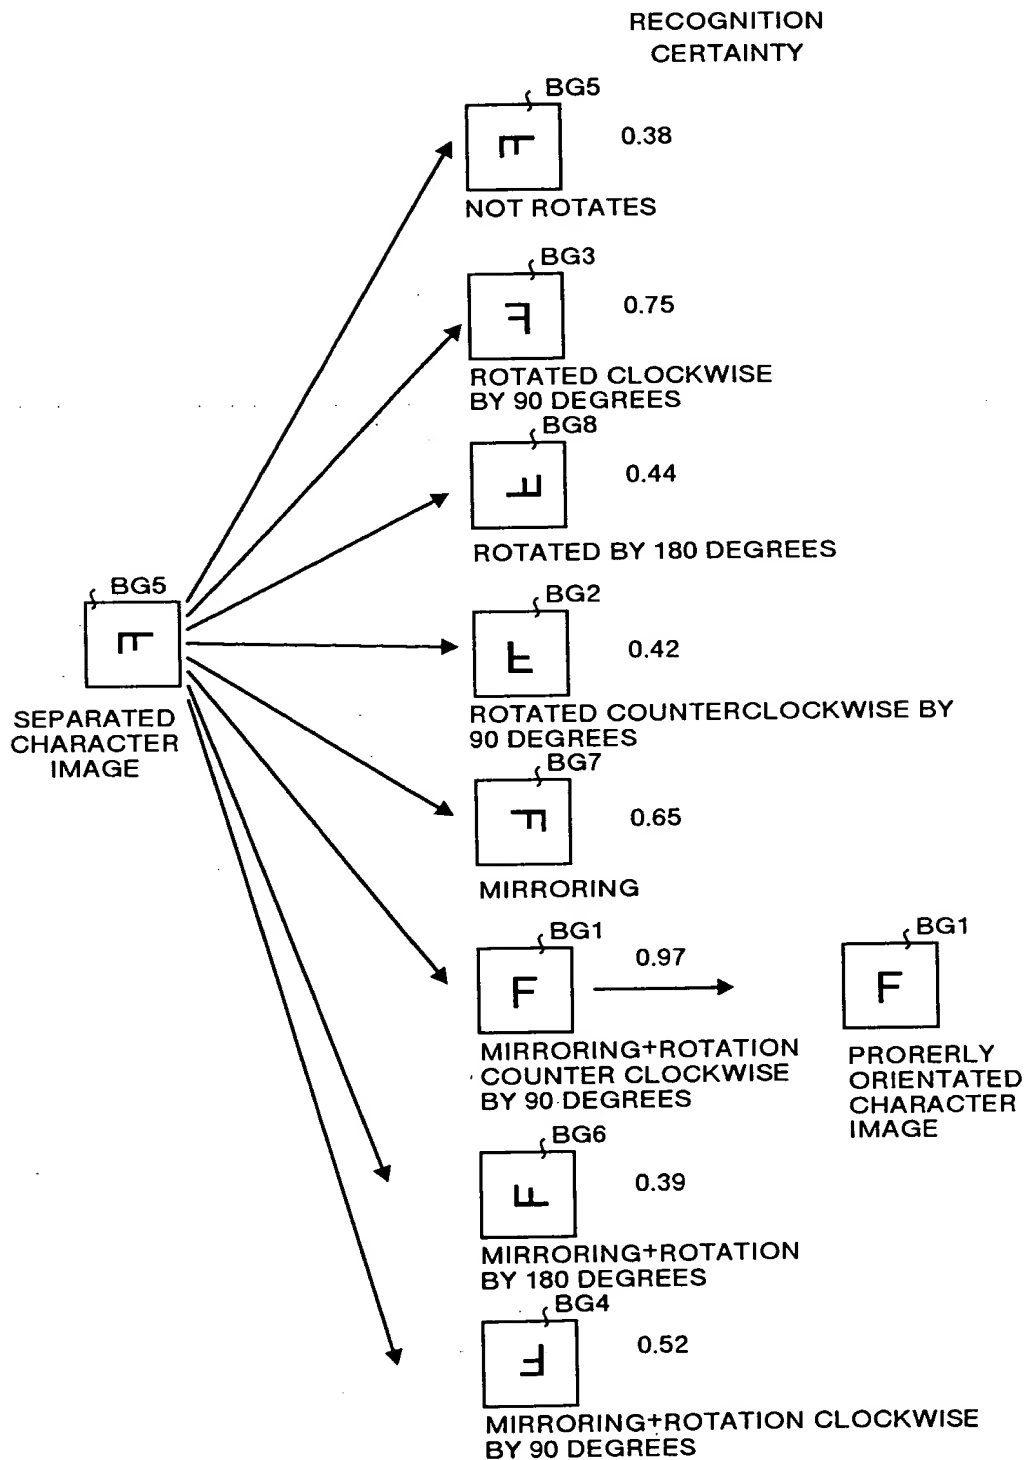 RECOGNITION
CERTAINTY
BG5
0.38
NOT ROTATES
BG3
0.75
ROTATED CLOCKWISE
BY 90 DEGREES
BG8
0.44
ROTATED BY 180 DEGREES
BG5
SEPARATED
CHARACTER
IMAGE
BG2
0.42
ROTATED COUNTERCLOCKWISE BY
90 DEGREES
BG7
0.65
MIRRORING
BG1
F
0.97
MIRRORING+ROTATION
COUNTER CLOCKWISE
BY 90 DEGREES
BG1
F
PRORERLY
ORIENTATED
CHARACTER
IMAGE
BG6
0.39
MIRRORING+ROTATION
BY 180 DEGREES
BG4
0.52
MIRRORING+ROTATION CLOCKWISE
BY 90 DEGREES